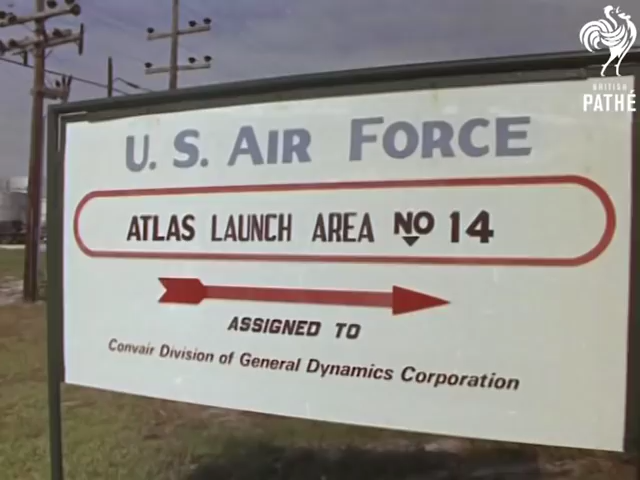 BRITISH
PATHÉ
U. S. AIR FORCE
ATLAS LAUNCH AREA NO 14
ASSIGNED TO
Convair Division of General Dynamics Corporation